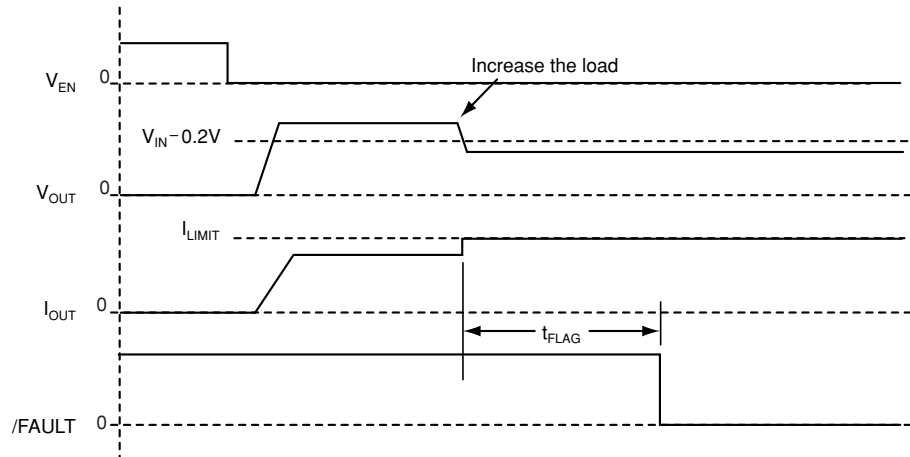 Increase the load
V_EN 0
V_IN−0.2V
V_OUT 0
I_LIMIT
I_OUT 0
t_FLAG
/FAULT 0